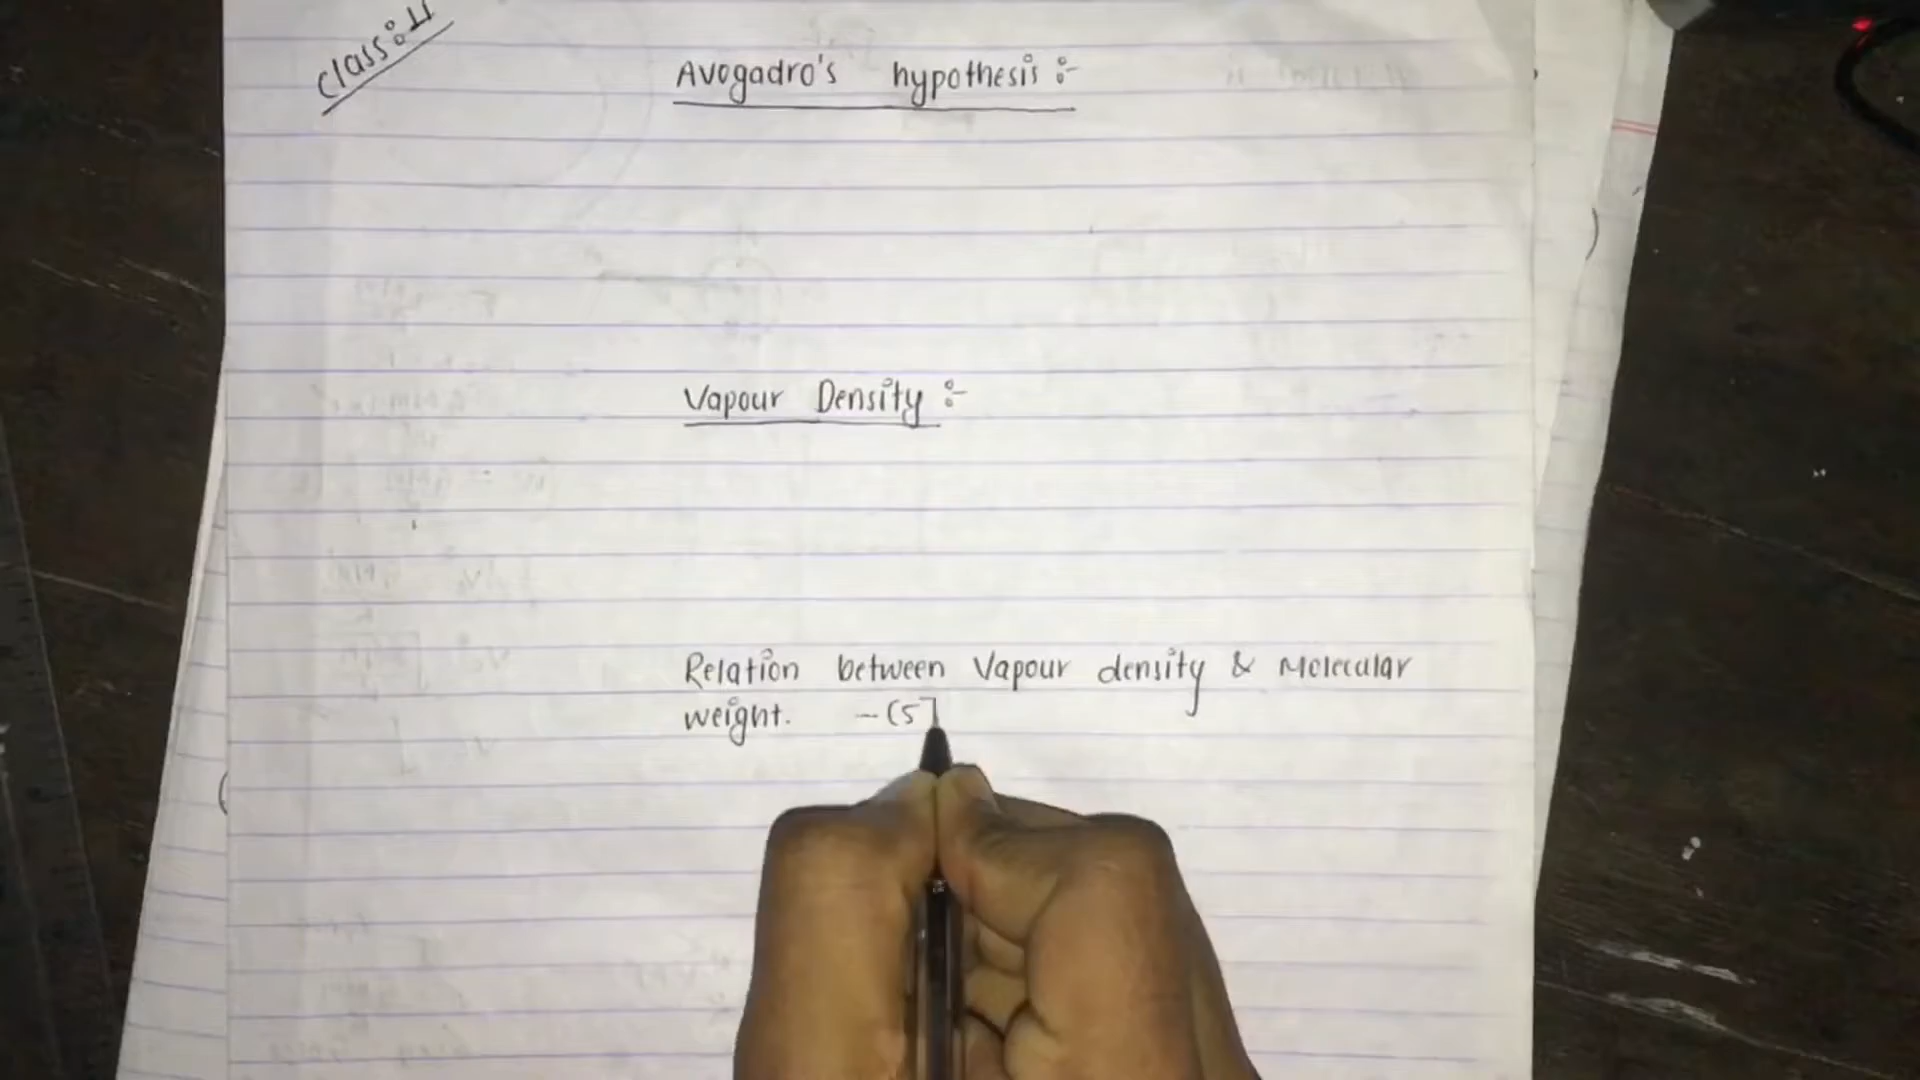 Class:- 11
Avogadro's hypothesis :-
Vapour Density :-
Relation between Vapour density & Molecular
weight. - (5